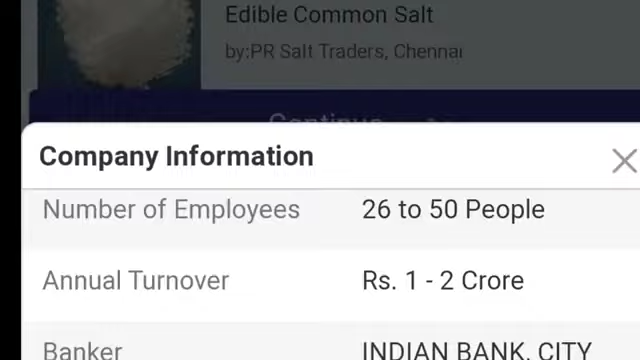 Edible Common Salt
by:PR Salt Traders, Chennai
Continue
Company Information
Number of Employees 26 to 50 People
Annual Turnover Rs. 1 - 2 Crore
Banker INDIAN BANK, CITY